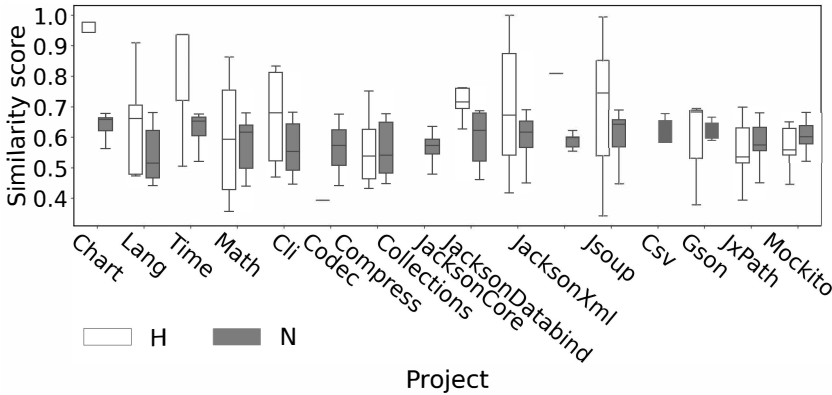 Similarity score
1.0
0.9
0.8
0.7
0.6
0.5
0.4
Chart
Lang
Time
Math
Cli
Codec
Compress
Collections
JacksonCore
JacksonDatabind
JacksonXml
Jsoup
Csv
Gson
JxPath
Mockito
H
N
Project